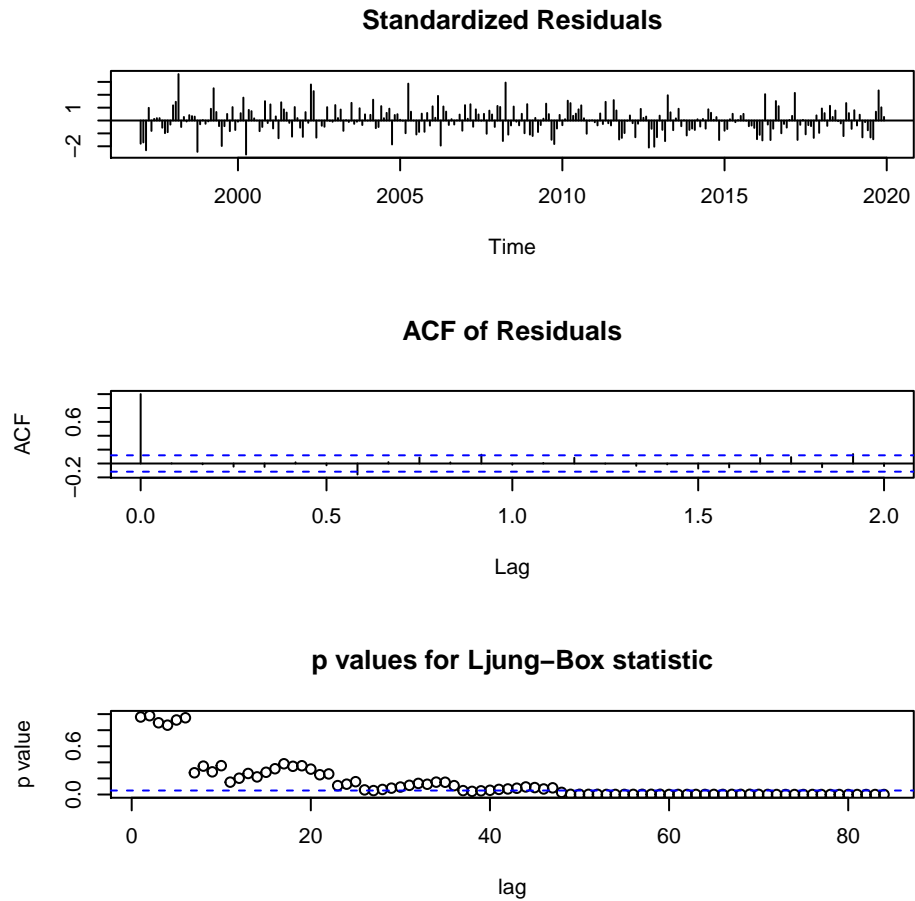 Standardized Residuals
1
−2
2000 2005 2010 2015 2020
Time
ACF of Residuals
ACF
0.6
−0.2
0.0 0.5 1.0 1.5 2.0
Lag
p values for Ljung−Box statistic
p value
0.6
0.0
0 20 40 60 80
lag